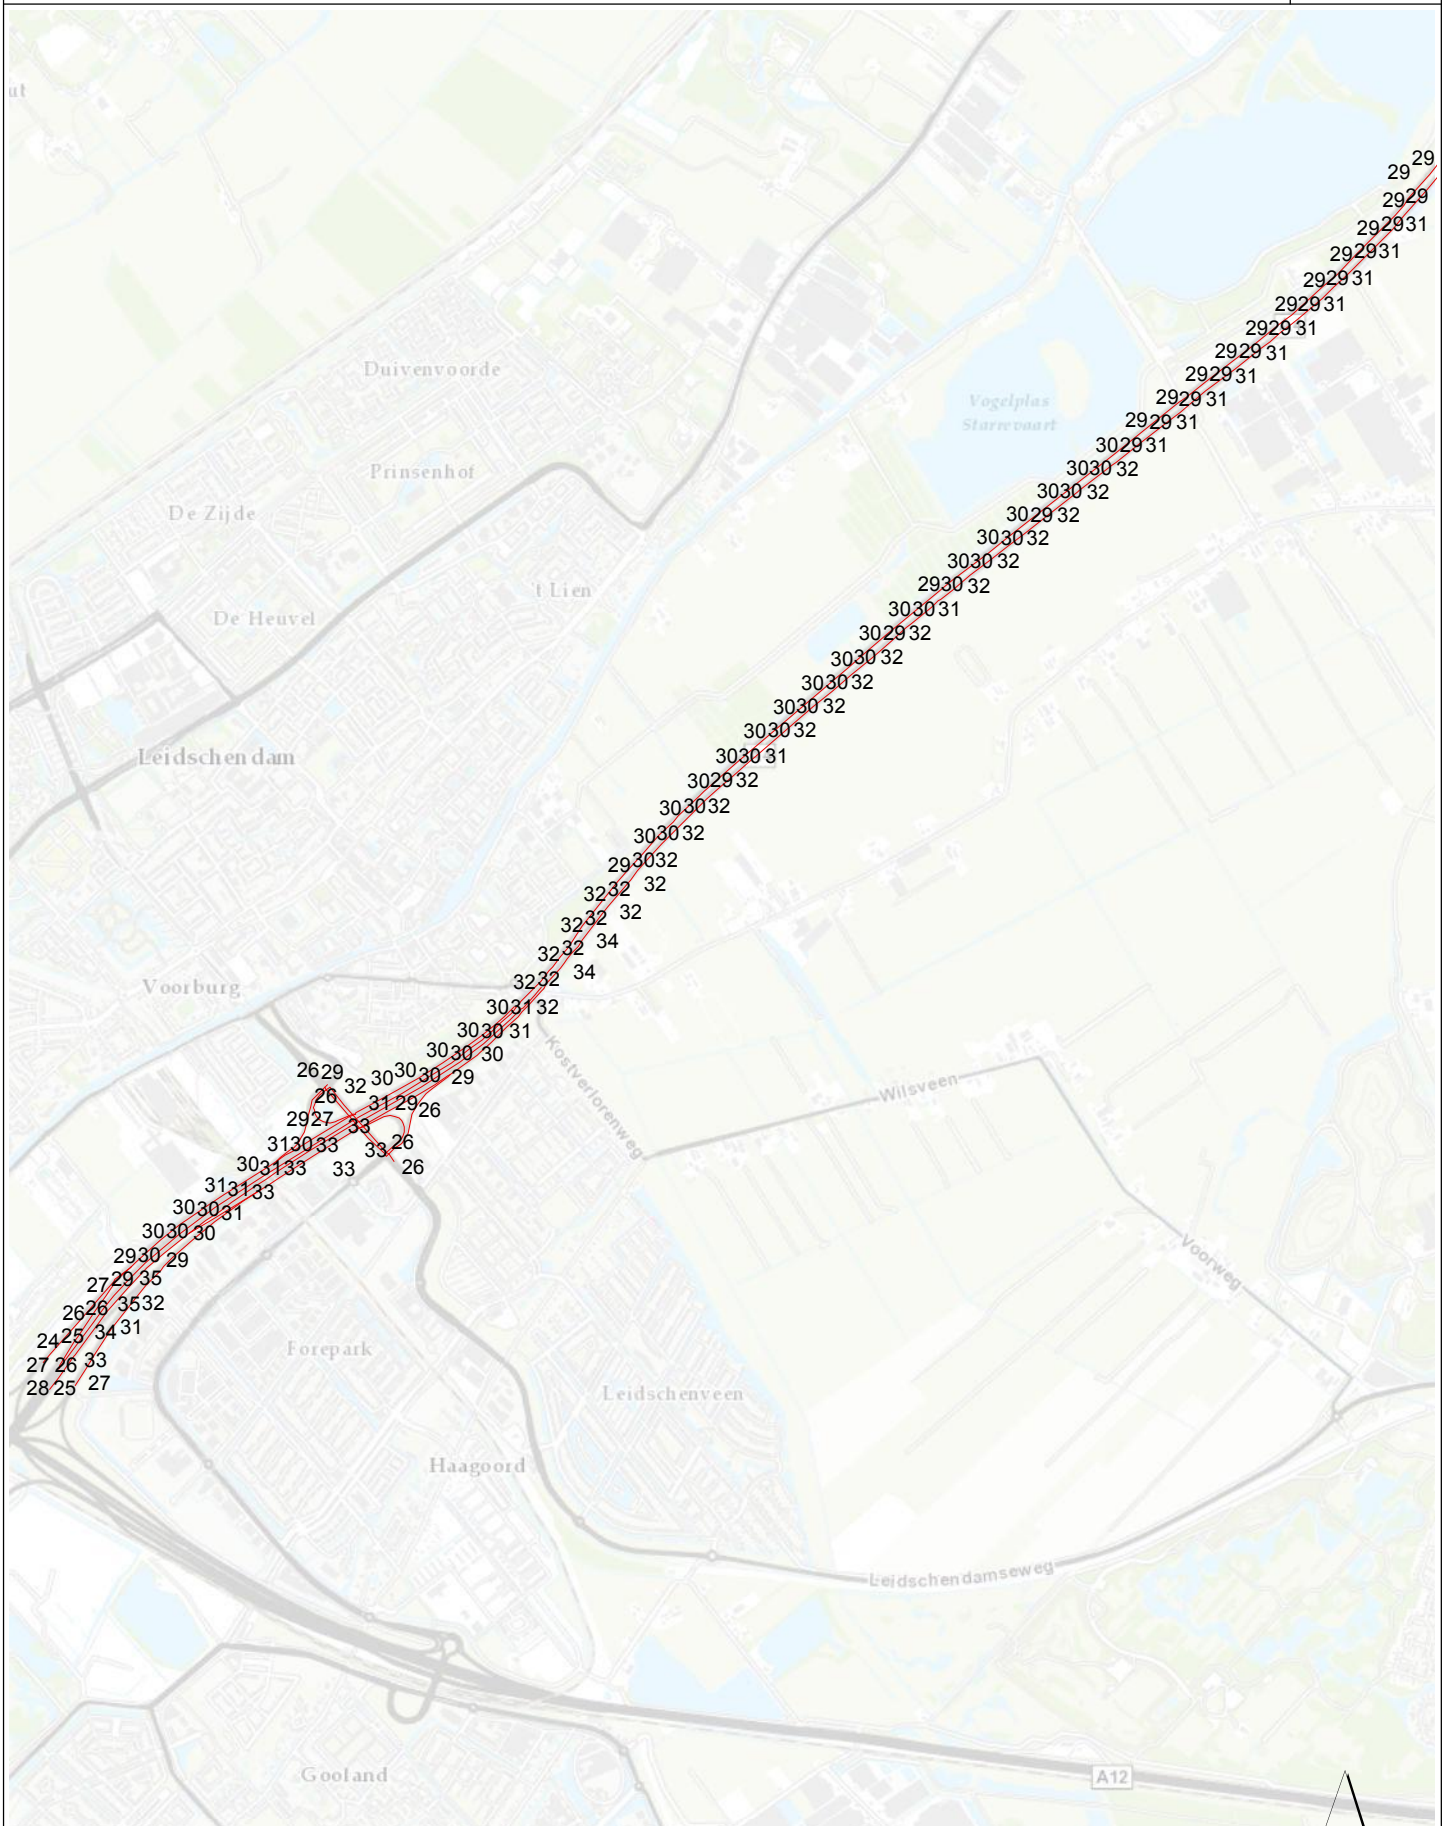 ut
29
29
29 29
29 29 31
29 29 31
29 29 31
29 29 31
29 29 31
Duivenvoorde
29 29 31
29 29 31
Vogelplas
Starrevaart
29 29 31
29 29 31
30 29 31
Prinsenhof
30 30 32
30 30 32
De Zijde
30 29 32
30 30 32
30 30 32
't Lien
29 30 32
De Heuvel
30 30 31
30 29 32
30 30 32
30 30 32
30 30 32
30 30 32
Leidschendam
30 30 31
30 29 32
30 30 32
30 30 32
29 30 32
32 32 32
32 32 32
32 32 34
32 32 34
Voorburg
30 31 32
30 30 31
30 30 30
Kostverlorenweg
26 29 32 30 30 30 29
Wilsveen
26 31 29 26
29 27 33
31 30 33 33 26
30 31 33 33 26
31 31 33
30 30 31
30 30 30
29 30 29
Voorweg
27 29 35
26 26 35 32
24 25 34 31
Forepark
27 26 33
28 25 27
Leidschenveen
Haagoord
Leidschendamseweg
Gooland
A12